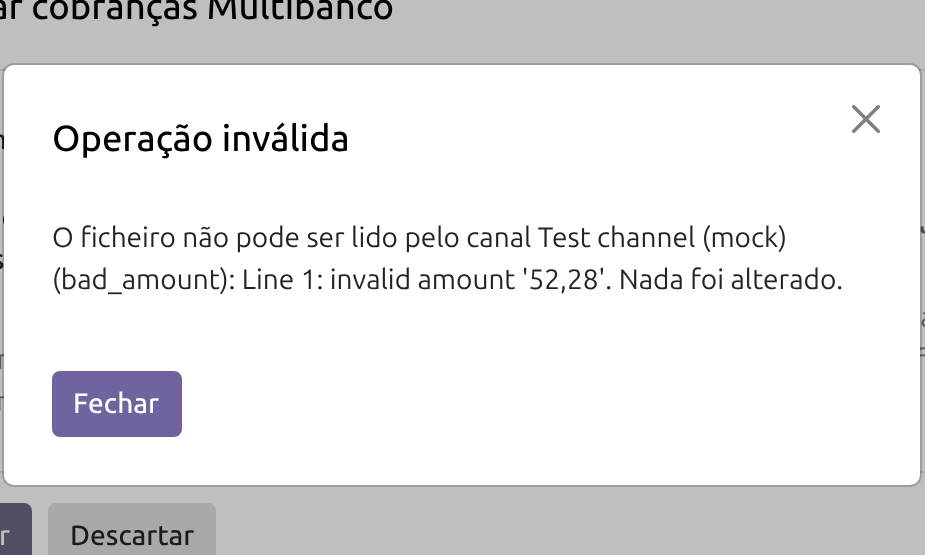 ar cobranças Multibanco
Operação inválida
O ficheiro não pode ser lido pelo canal Test channel (mock)
(bad_amount): Line 1: invalid amount '52,28'. Nada foi alterado.
Fechar
r
Descartar